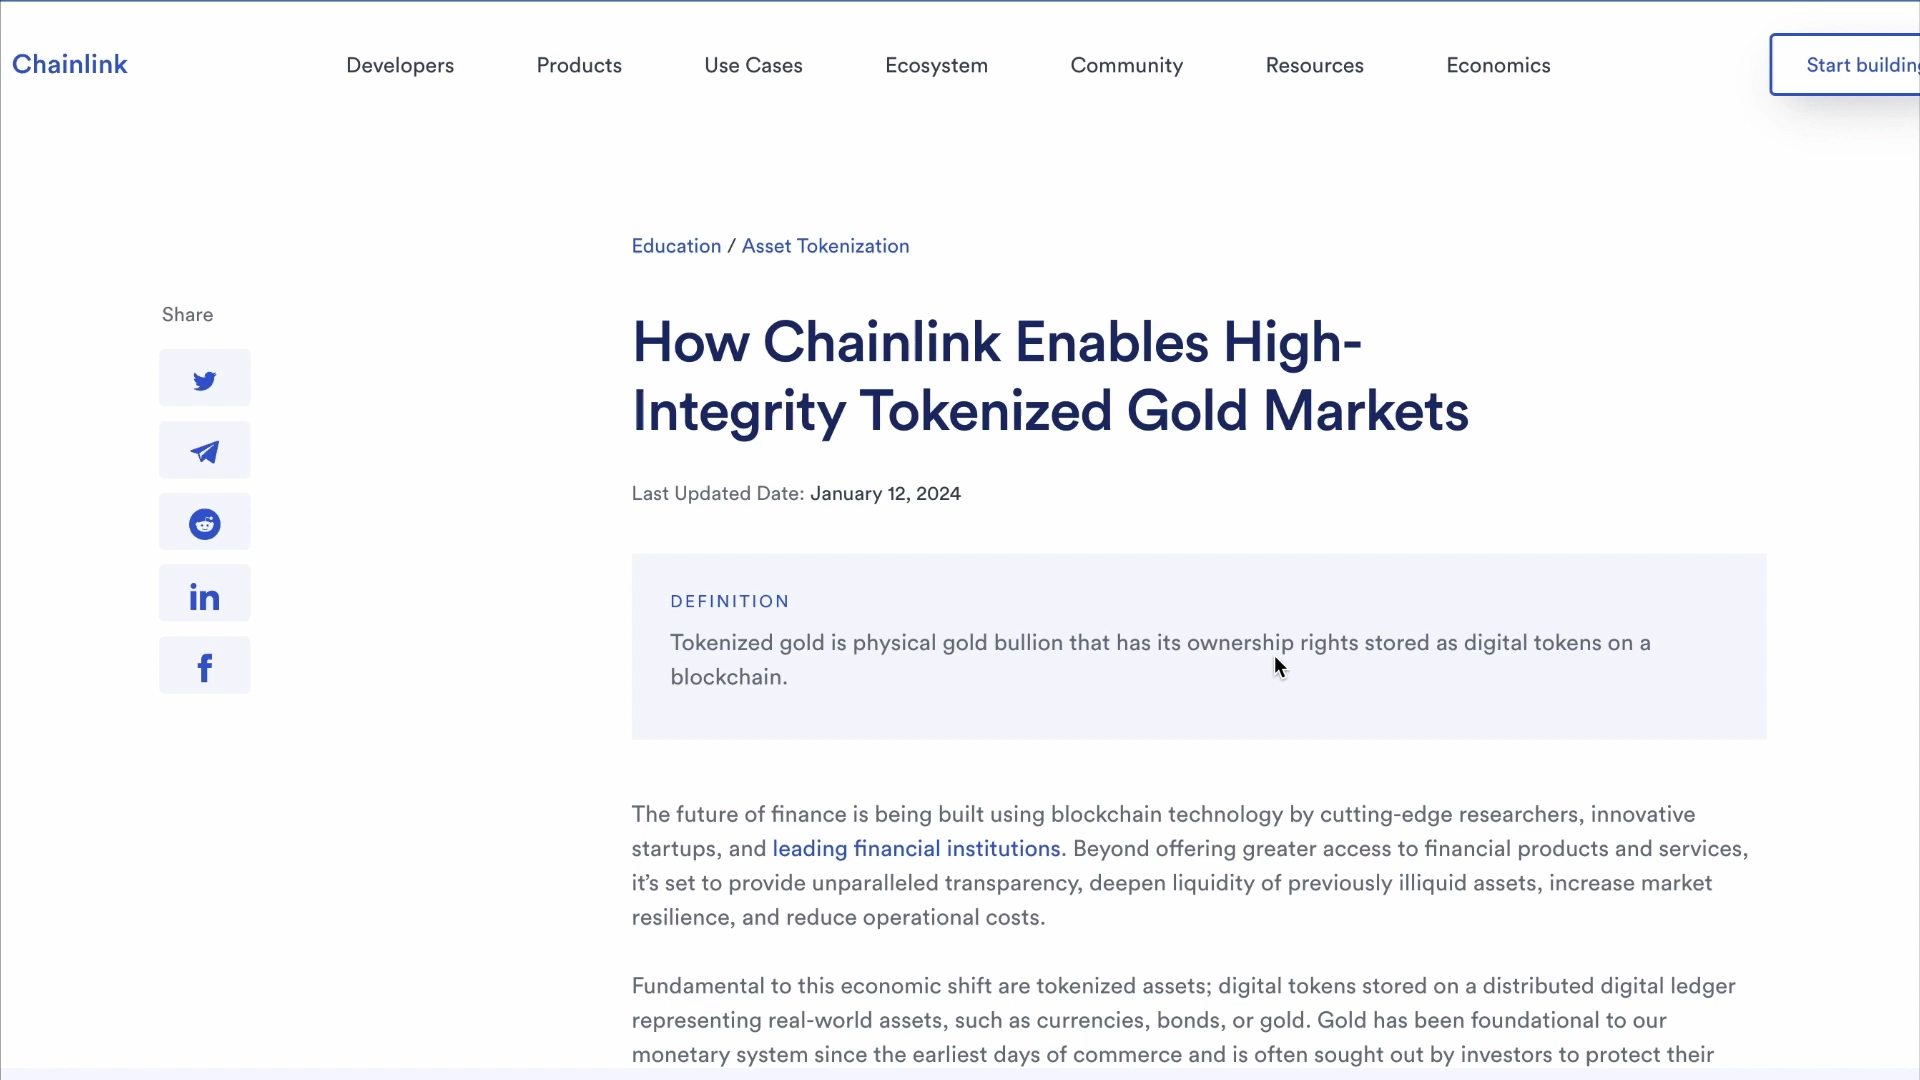 Chainlink
Developers
Products
Use Cases
Ecosystem
Community
Resources
Economics
Start building
Education / Asset Tokenization
Share
How Chainlink Enables High-
Integrity Tokenized Gold Markets
Last Updated Date: January 12, 2024
DEFINITION
Tokenized gold is physical gold bullion that has its ownership rights stored as digital tokens on a
blockchain.
The future of finance is being built using blockchain technology by cutting-edge researchers, innovative
startups, and leading financial institutions. Beyond offering greater access to financial products and services,
it’s set to provide unparalleled transparency, deepen liquidity of previously illiquid assets, increase market
resilience, and reduce operational costs.
Fundamental to this economic shift are tokenized assets; digital tokens stored on a distributed digital ledger
representing real-world assets, such as currencies, bonds, or gold. Gold has been foundational to our
monetary system since the earliest days of commerce and is often sought out by investors to protect their